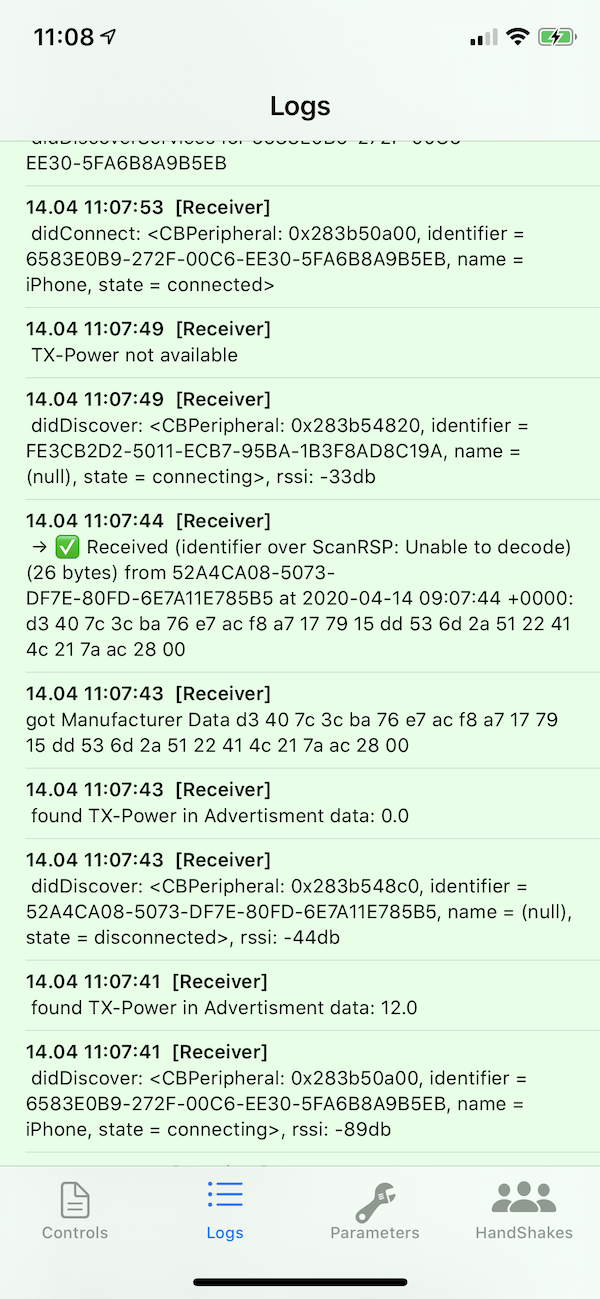 11:08
Logs
EE30-5FA6B8A9B5EB
14.04 11:07:53 [Receiver]
didConnect: <CBPeripheral: 0x283b50a00, identifier =
6583E0B9-272F-00C6-EE30-5FA6B8A9B5EB, name =
iPhone, state = connected>
14.04 11:07:49 [Receiver]
TX-Power not available
14.04 11:07:49 [Receiver]
didDiscover: <CBPeripheral: 0x283b54820, identifier =
FE3CB2D2-5011-ECB7-95BA-1B3F8AD8C19A, name =
(null), state = connecting>, rssi: -33db
14.04 11:07:44 [Receiver]
→ ✅ Received (identifier over ScanRSP: Unable to decode)
(26 bytes) from 52A4CA08-5073-
DF7E-80FD-6E7A11E785B5 at 2020-04-14 09:07:44 +0000:
d3 40 7c 3c ba 76 e7 ac f8 a7 17 79 15 dd 53 6d 2a 51 22 41
4c 21 7a ac 28 00
14.04 11:07:43 [Receiver]
got Manufacturer Data d3 40 7c 3c ba 76 e7 ac f8 a7 17 79
15 dd 53 6d 2a 51 22 41 4c 21 7a ac 28 00
14.04 11:07:43 [Receiver]
found TX-Power in Advertisment data: 0.0
14.04 11:07:43 [Receiver]
didDiscover: <CBPeripheral: 0x283b548c0, identifier =
52A4CA08-5073-DF7E-80FD-6E7A11E785B5, name = (null),
state = disconnected>, rssi: -44db
14.04 11:07:41 [Receiver]
found TX-Power in Advertisment data: 12.0
14.04 11:07:41 [Receiver]
didDiscover: <CBPeripheral: 0x283b50a00, identifier =
6583E0B9-272F-00C6-EE30-5FA6B8A9B5EB, name =
iPhone, state = connecting>, rssi: -89db
Controls
Logs
Parameters
HandShakes